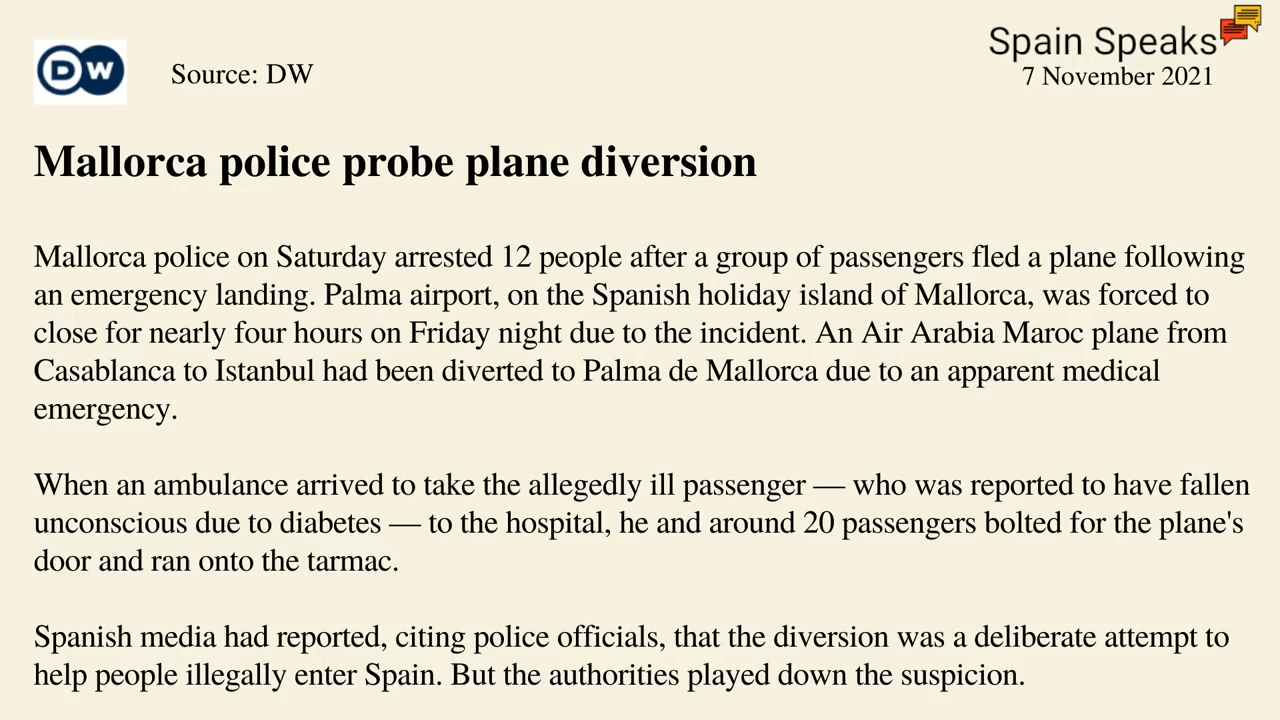 DW
Source: DW
Spain Speaks
7 November 2021
Mallorca police probe plane diversion
Mallorca police on Saturday arrested 12 people after a group of passengers fled a plane following
an emergency landing. Palma airport, on the Spanish holiday island of Mallorca, was forced to
close for nearly four hours on Friday night due to the incident. An Air Arabia Maroc plane from
Casablanca to Istanbul had been diverted to Palma de Mallorca due to an apparent medical
emergency.
When an ambulance arrived to take the allegedly ill passenger — who was reported to have fallen
unconscious due to diabetes — to the hospital, he and around 20 passengers bolted for the plane's
door and ran onto the tarmac.
Spanish media had reported, citing police officials, that the diversion was a deliberate attempt to
help people illegally enter Spain. But the authorities played down the suspicion.